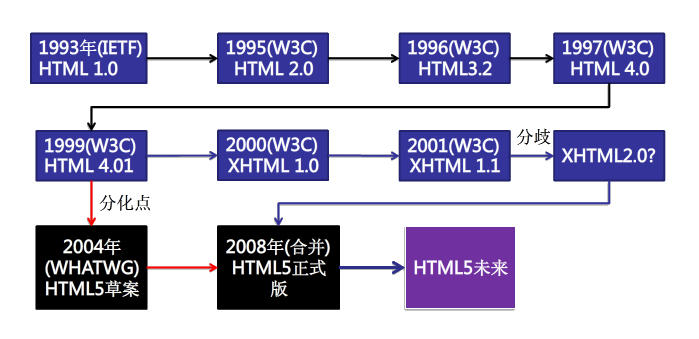 1993年(IETF)
HTML 1.0
1995(W3C)
HTML 2.0
1996(W3C)
HTML3.2
1997(W3C)
HTML 4.0
1999(W3C)
HTML 4.01
2000(W3C)
XHTML 1.0
2001(W3C)
XHTML 1.1
分歧
XHTML2.0?
分化点
2004年
(WHATWG)
HTML5草案
2008年(合并)
HTML5正式
版
HTML5未来